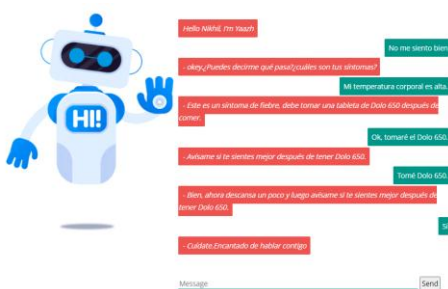 Hello Nikhil, I'm Yaazh
No me siento bien
- okey,¿Puedes decirme qué pasa?¿cuáles son tus síntomas?
Mi temperatura corporal es alta.
- Este es un síntoma de fiebre, debe tomar una tableta de Dolo 650 después de
comer.
Ok, tomaré el Dolo 650.
- Avísame si te sientes mejor después de tener Dolo 650.
Tomé Dolo 650.
- Bien, ahora descansa un poco y luego avísame si te sientes mejor después de
tener Dolo 650.
Sí
- Cuídate,Encantado de hablar contigo
HI!
Message
Send